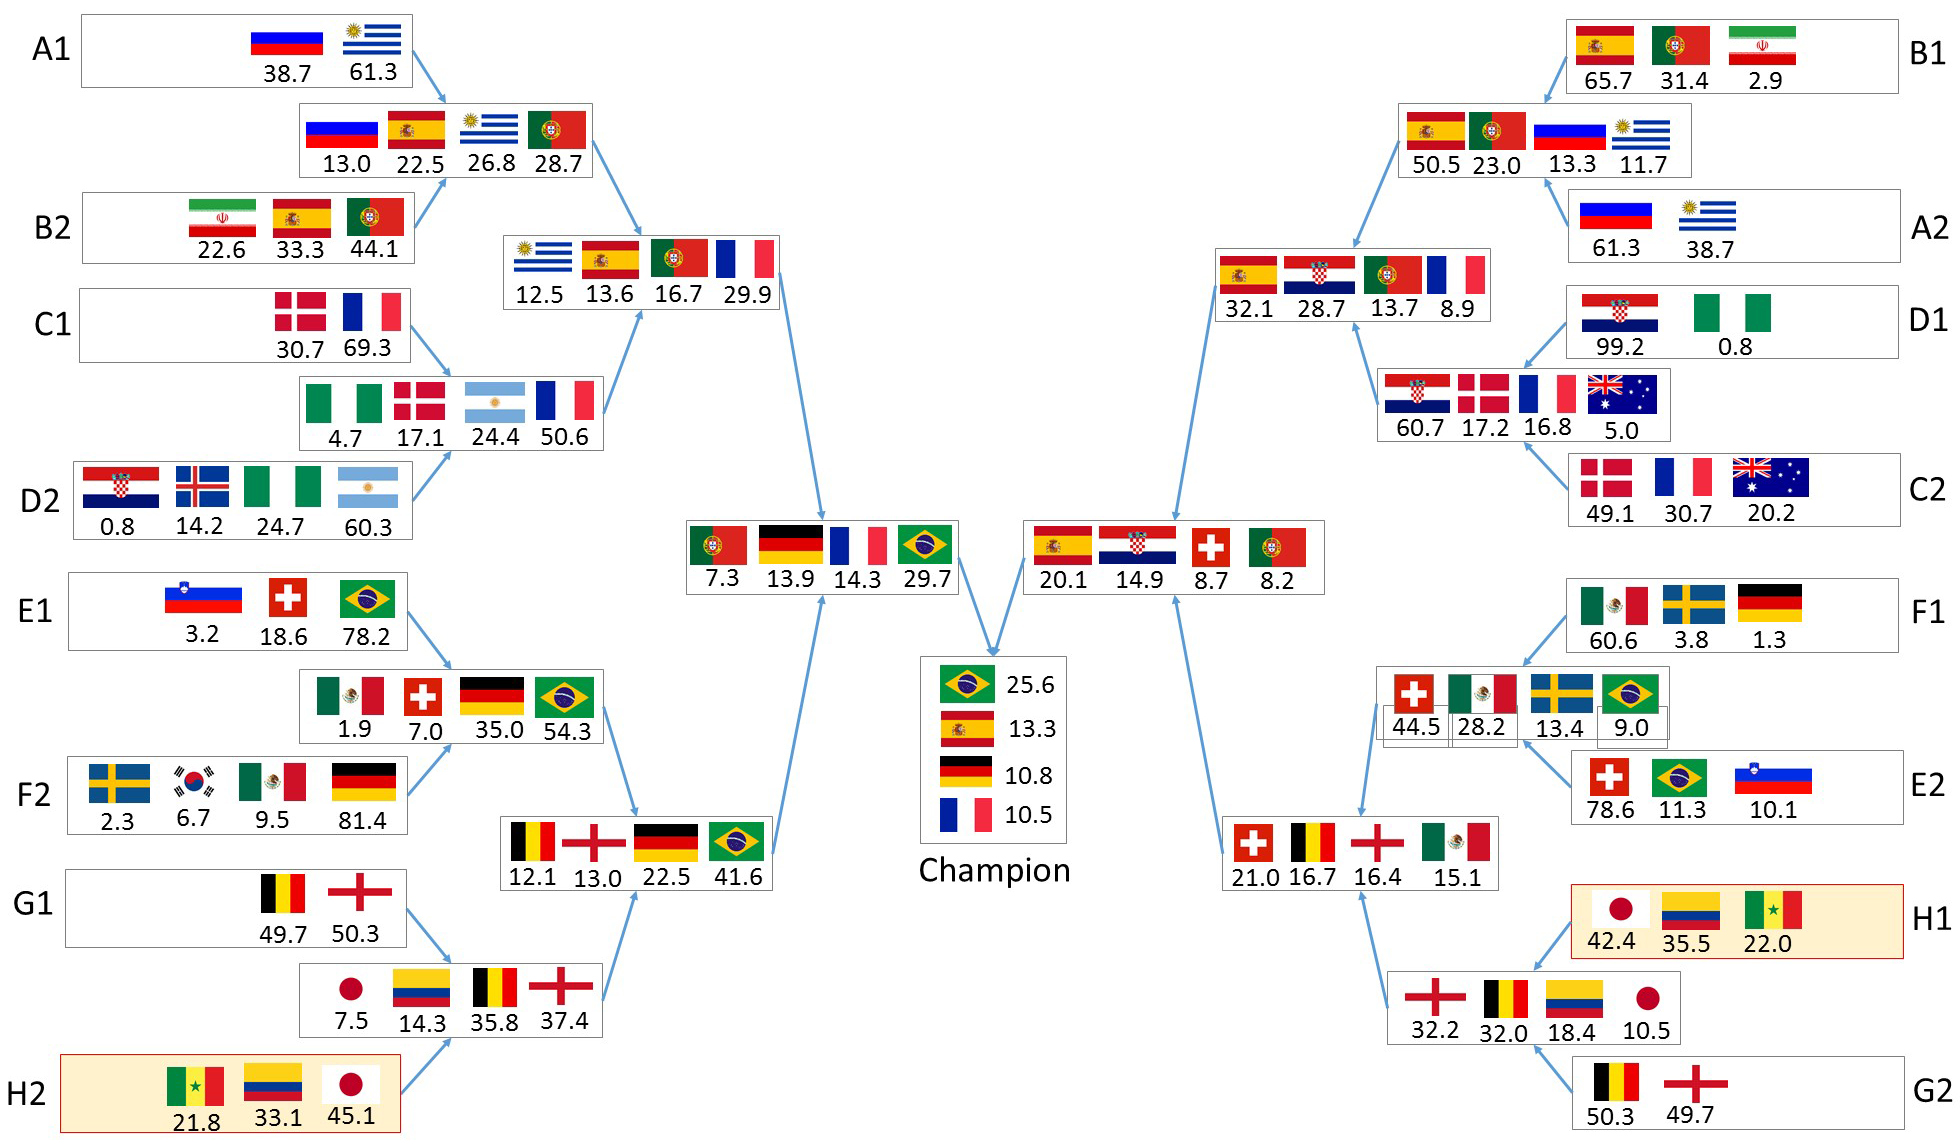 A1
38.7 61.3
13.0 22.5 26.8 28.7
B2
22.6 33.3 44.1
12.5 13.6 16.7 29.9
C1
30.7 69.3
4.7 17.1 24.4 50.6
D2
0.8 14.2 24.7 60.3
7.3 13.9 14.3 29.7
E1
3.2 18.6 78.2
1.9 7.0 35.0 54.3
F2
2.3 6.7 9.5 81.4
12.1 13.0 22.5 41.6
G1
49.7 50.3
7.5 14.3 35.8 37.4
H2
21.8 33.1 45.1
25.6
13.3
10.8
10.5
Champion
B1
65.7 31.4 2.9
50.5 23.0 13.3 11.7
A2
61.3 38.7
32.1 28.7 13.7 8.9
D1
99.2 0.8
60.7 17.2 16.8 5.0
C2
49.1 30.7 20.2
20.1 14.9 8.7 8.2
F1
60.6 3.8 1.3
44.5 28.2 13.4 9.0
E2
78.6 11.3 10.1
21.0 16.7 16.4 15.1
H1
42.4 35.5 22.0
32.2 32.0 18.4 10.5
G2
50.3 49.7